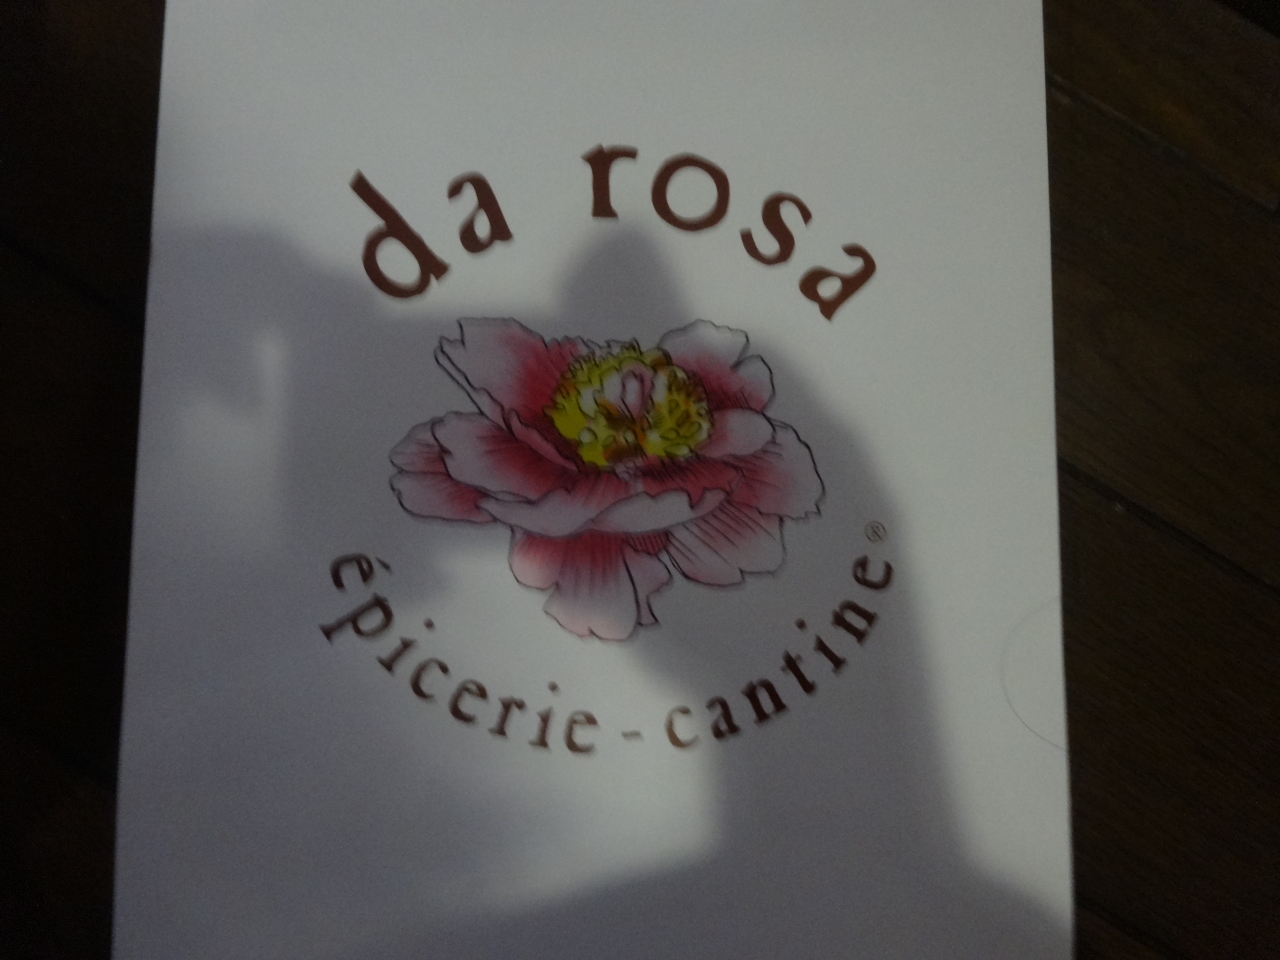 da rosa
épicerie - cantine®